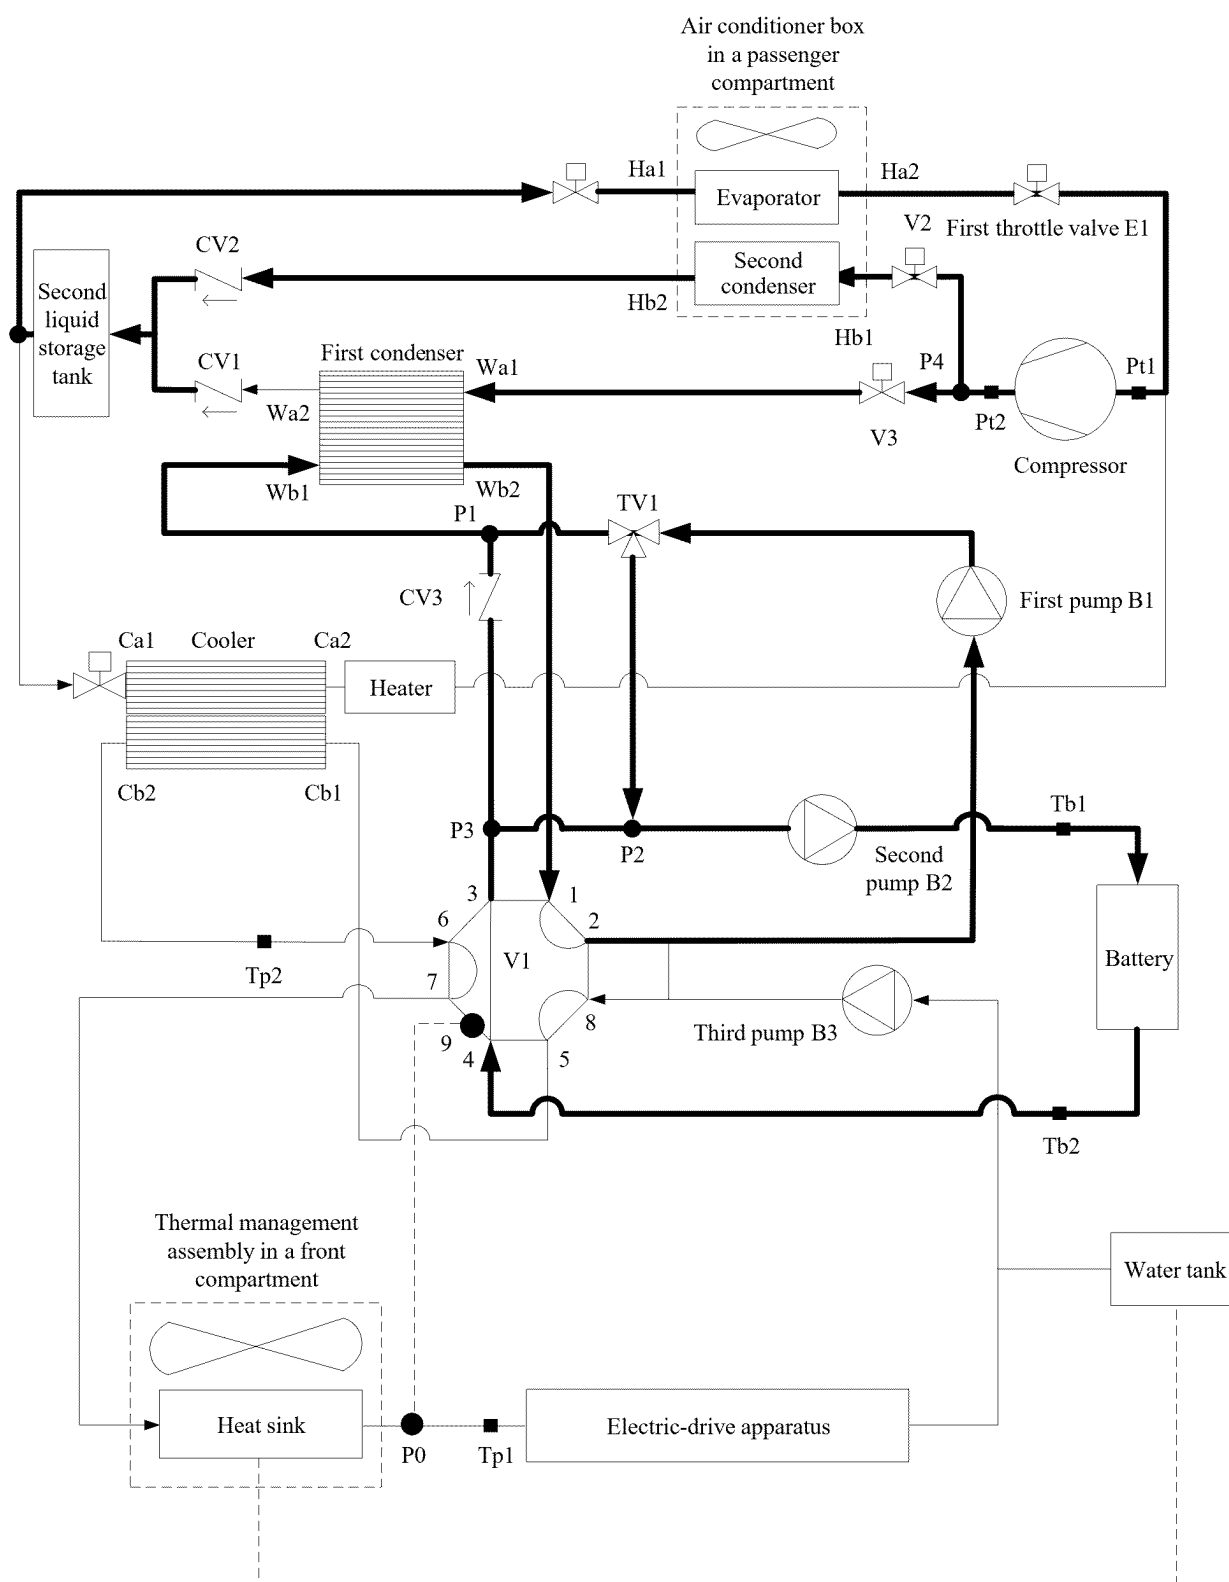 Air conditioner box
in a passenger
compartment
Ha1
Ha2
Evaporator
V2
First throttle valve E1
CV2
Second
condenser
Second
liquid
storage
tank
Hb2
Hb1
CV1
First condenser
Wa1
P4
Pt1
Wa2
Pt2
V3
Compressor
Wb1
Wb2
TV1
P1
CV3
First pump B1
Ca1
Cooler
Ca2
Heater
Cb2
Cb1
Tb1
P3
P2
Second
pump B2
3
1
6
2
V1
Battery
Tp2
7
8
Third pump B3
9
4
5
Tb2
Thermal management
assembly in a front
compartment
Water tank
Heat sink
Electric-drive apparatus
P0
Tp1